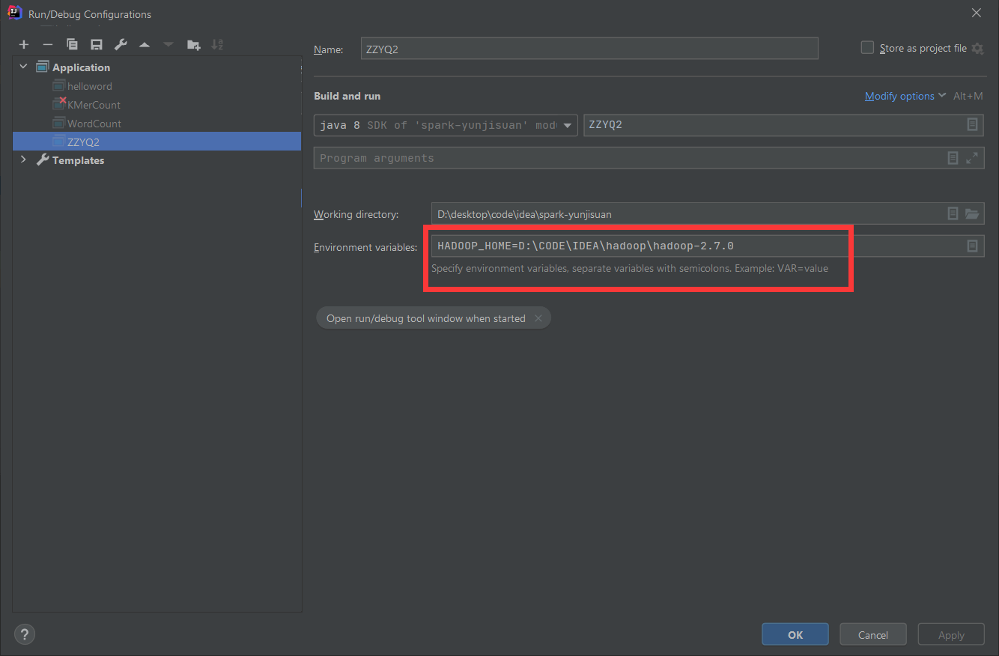 Run/Debug Configurations
Application
helloword
KMerCount
WordCount
ZZYQ2
Templates
Name: ZZYQ2
Store as project file
Build and run
Modify options Alt+M
java 8 SDK of 'spark-yunjisuan' mod
ZZYQ2
Program arguments
Working directory: D:\desktop\code\idea\spark-yunjisuan
Environment variables: HADOOP_HOME=D:\CODE\IDEA\hadoop\hadoop-2.7.0
Specify environment variables, separate variables with semicolons. Example: VAR=value
Open run/debug tool window when started ×
?
OK
Cancel
Apply